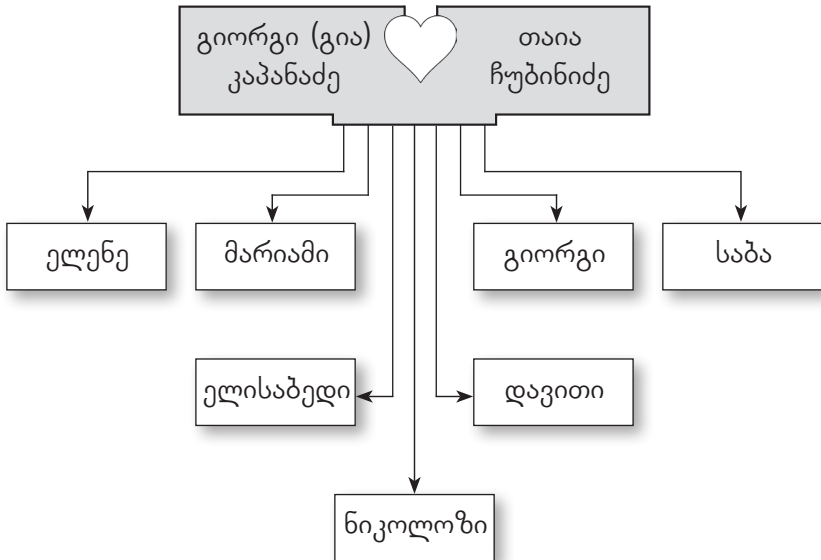 გიორგი (გია)
კაპანაძე
თაია
ჩუბინიძე
ელენე
მარიამი
გიორგი
საბა
ელისაბედი
დავითი
ნიკოლოზი